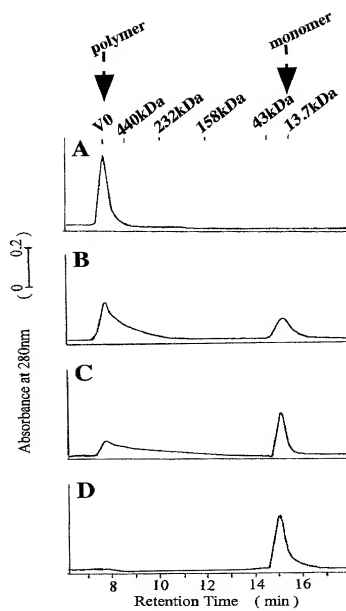 polymer monomer
V0 440kDa 232kDa 158kDa 43kDa 13.7kDa
A
B
C
D
Absorbance at 280nm ( 0 0.2 )
8 10 12 14 16
Retention Time ( min )